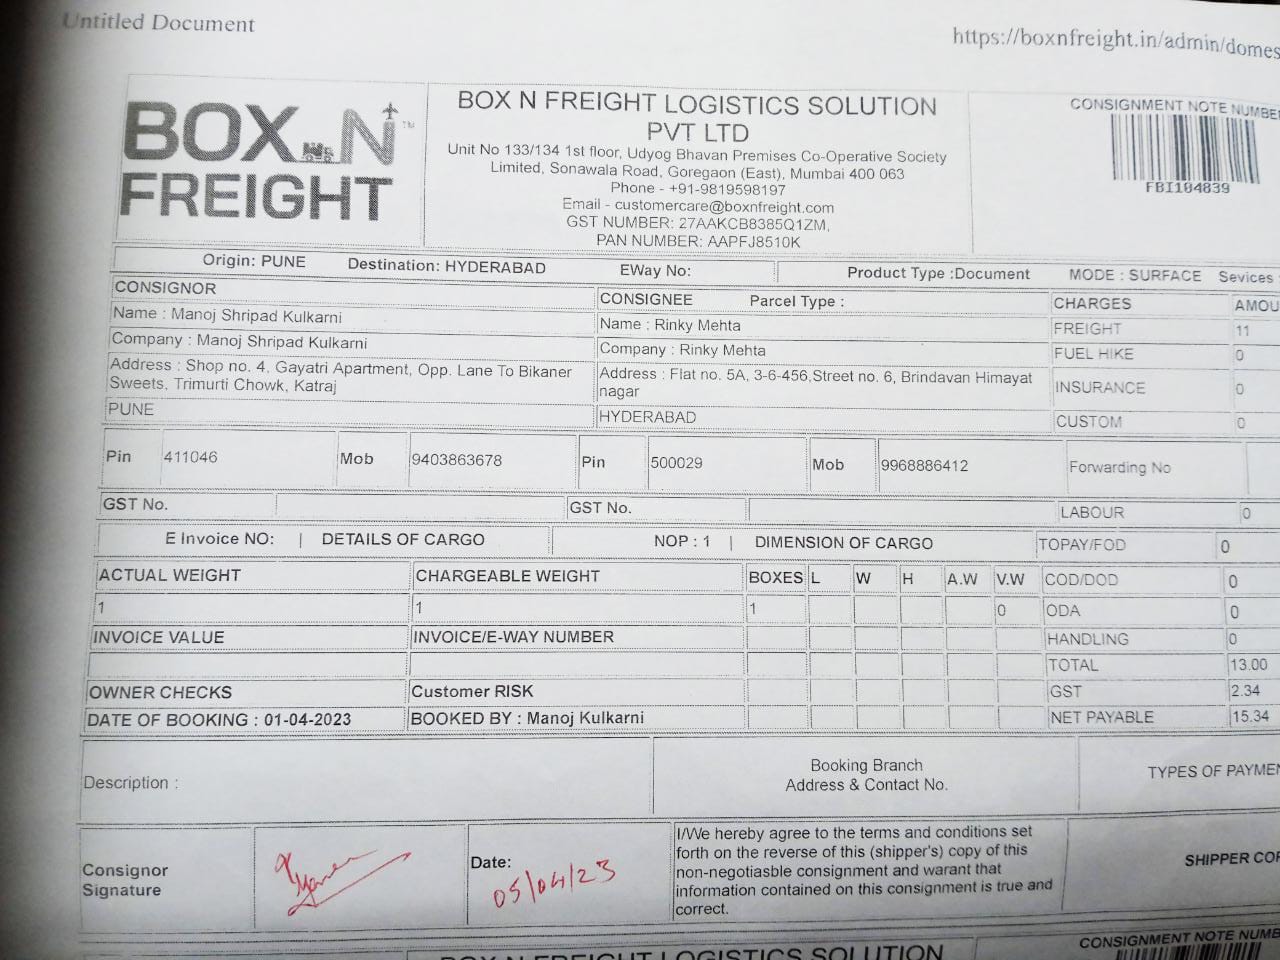 Untitled Document
https://boxnfreight.in/admin/domes
BOX N
FREIGHT
TM
BOX N FREIGHT LOGISTICS SOLUTION
PVT LTD
Unit No 133/134 1st floor, Udyog Bhavan Premises Co-Operative Society
Limited, Sonawala Road, Goregaon (East), Mumbai 400 063
Phone - +91-9819598197
Email - customercare@boxnfreight.com
GST NUMBER: 27AAKCB8385Q1ZM,
PAN NUMBER: AAPFJ8510K
CONSIGNMENT NOTE NUMBE
FBI104839
Origin: PUNE Destination: HYDERABAD EWay No: Product Type :Document MODE : SURFACE Sevices :
CONSIGNOR
Name : Manoj Shripad Kulkarni
Company : Manoj Shripad Kulkarni
Address : Shop no. 4, Gayatri Apartment, Opp. Lane To Bikaner
Sweets, Trimurti Chowk, Katraj
PUNE
CONSIGNEE Parcel Type :
Name : Rinky Mehta
Company : Rinky Mehta
Address : Flat no. 5A, 3-6-456,Street no. 6, Brindavan Himayat
nagar
HYDERABAD
CHARGES AMOU
FREIGHT 11
FUEL HIKE 0
INSURANCE 0
CUSTOM 0
Pin 411046 Mob 9403863678 Pin 500029 Mob 9968886412 Forwarding No
GST No. GST No. LABOUR 0
E Invoice NO: | DETAILS OF CARGO NOP : 1 | DIMENSION OF CARGO TOPAY/FOD 0
ACTUAL WEIGHT CHARGEABLE WEIGHT BOXES L W H A.W V.W COD/DOD 0
1 1 1 0 ODA 0
INVOICE VALUE INVOICE/E-WAY NUMBER HANDLING 0
TOTAL 13.00
OWNER CHECKS Customer RISK GST 2.34
DATE OF BOOKING : 01-04-2023 BOOKED BY : Manoj Kulkarni NET PAYABLE 15.34
Description :
Booking Branch
Address & Contact No.
TYPES OF PAYMEN
Consignor
Signature
Date:
05/04/23
I/We hereby agree to the terms and conditions set
forth on the reverse of this (shipper's) copy of this
non-negotiasble consignment and warant that
information contained on this consignment is true and
correct.
SHIPPER COP
BOX N FREIGHT LOGISTICS SOLUTION
CONSIGNMENT NOTE NUMB